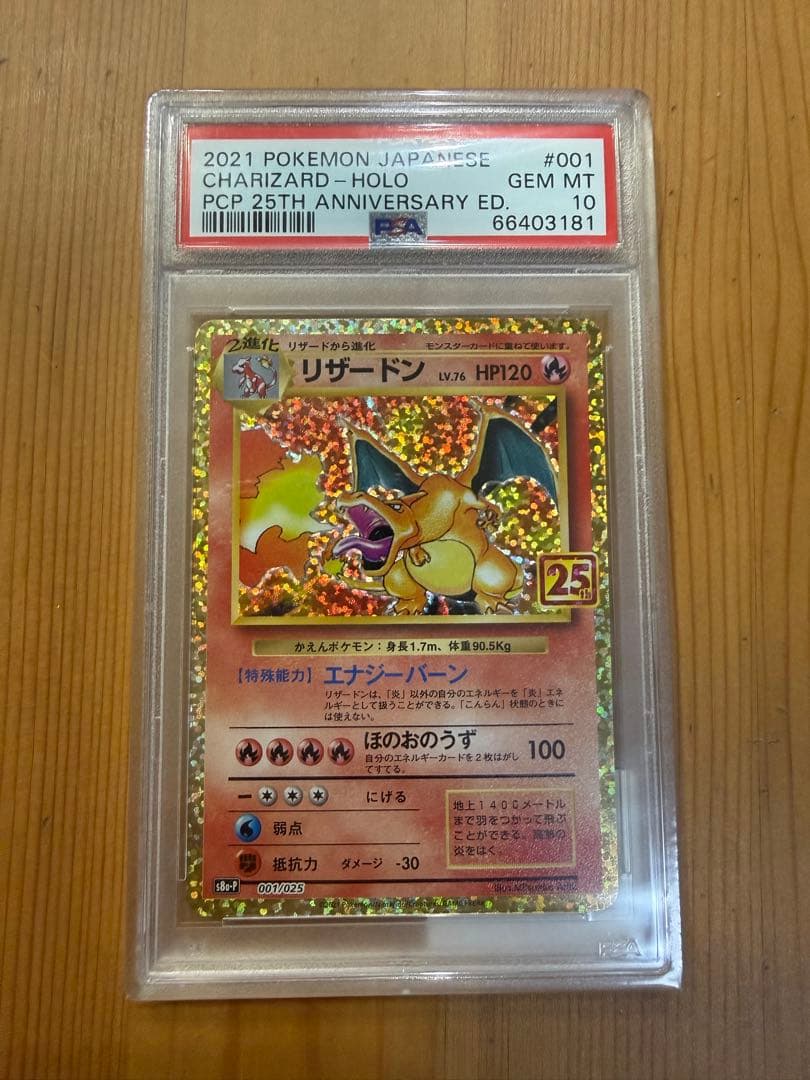 2021 POKEMON JAPANESE #001
CHARIZARD-HOLO GEM MT
PCP 25TH ANNIVERSARY ED. 10
PSA 66403181
2進化 リザードから進化 モンスターカードに重ねて使います。
リザードン LV.76 HP120
25th
かえんポケモン：身長1.7m、体重90.5Kg
【特殊能力】 エナジーバーン
リザードンは、「炎」以外の自分のエネルギーを「炎」エネ
ルギーとして扱うことができる。「こんらん」状態のときに
は使えない。
ほのおのうず 100
自分のエネルギーカードを2枚はがし
てすてる。
にげる
弱点
抵抗力 ダメージ -30
地上1400メートル
まで羽をつかって飛ぶ
ことができる。高熱の
炎をはく。
s8a-P 001/025
Illus.Mitsuhiro Arita
PSA